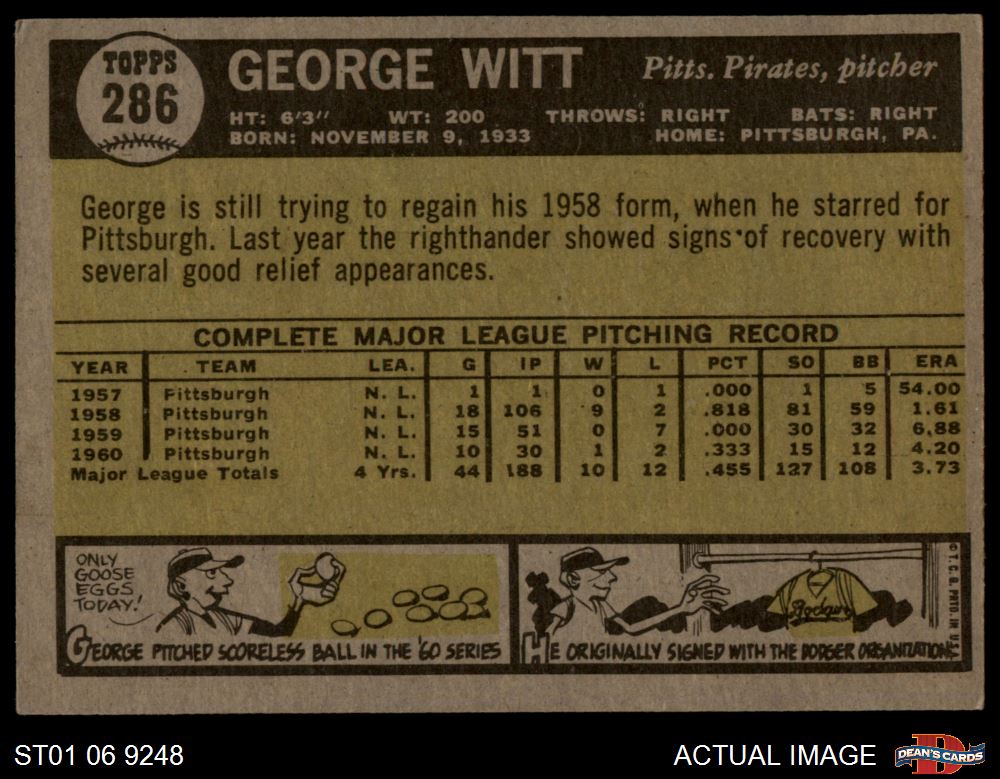 TOPPS
286
GEORGE WITT
Pitts. Pirates, pitcher
HT: 6'3" WT: 200 THROWS: RIGHT BATS: RIGHT
BORN: NOVEMBER 9, 1933 HOME: PITTSBURGH, PA.
George is still trying to regain his 1958 form, when he starred for
Pittsburgh. Last year the righthander showed signs of recovery with
several good relief appearances.
COMPLETE MAJOR LEAGUE PITCHING RECORD
YEAR TEAM LEA. G IP W L PCT SO BB ERA
1957 Pittsburgh N. L. 1 1 0 1 .000 1 5 54.00
1958 Pittsburgh N. L. 18 106 9 2 .818 81 59 1.61
1959 Pittsburgh N. L. 15 51 0 7 .000 30 32 6.88
1960 Pittsburgh N. L. 10 30 1 2 .333 15 12 4.20
Major League Totals 4 Yrs. 44 188 10 12 .455 127 108 3.73
ONLY
GOOSE
EGGS
TODAY!
GEORGE PITCHED SCORELESS BALL IN THE '60 SERIES
Dodgers
HE ORIGINALLY SIGNED WITH THE DODGER ORGANIZATION.
© T. C. G. PRTD. IN U.S.A.
ST01 06 9248
ACTUAL IMAGE
DEAN'S CARDS